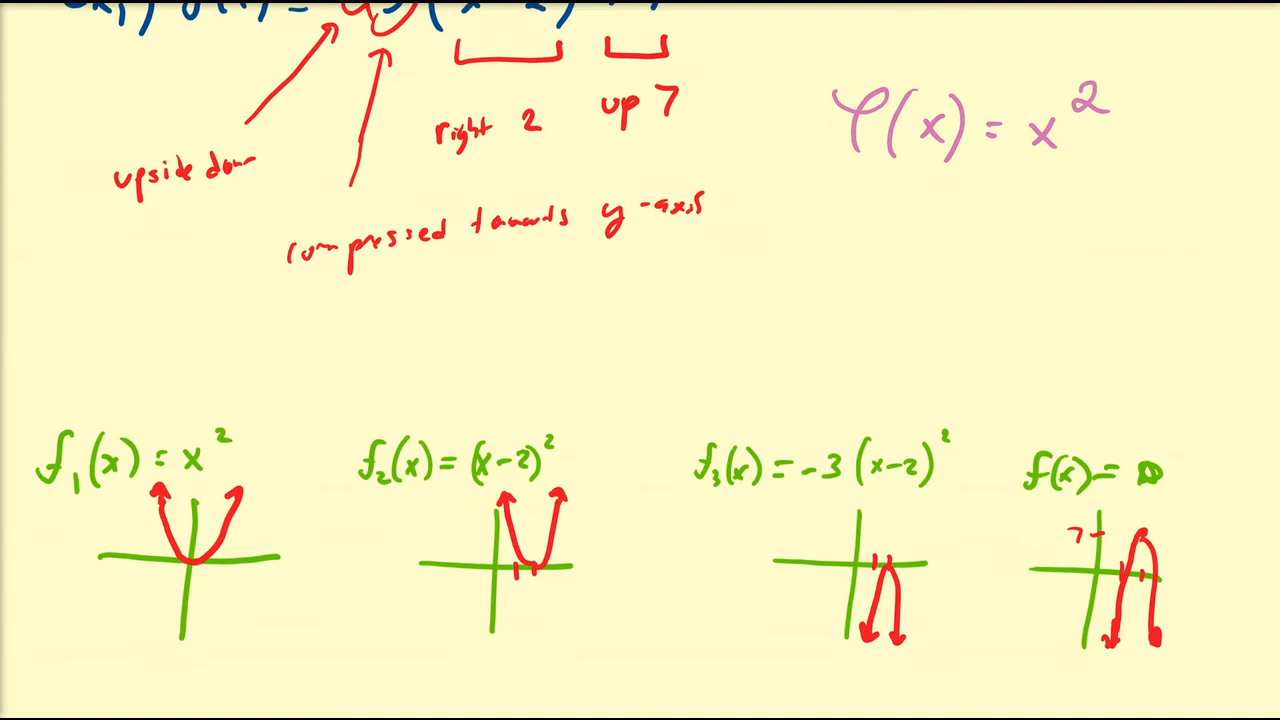 right 2 up 7
upside down
compressed towards y-axis
φ(x) = x²
f₁(x) = x² f₂(x) = (x-2)² f₃(x) = -3(x-2)² f(x) =
7